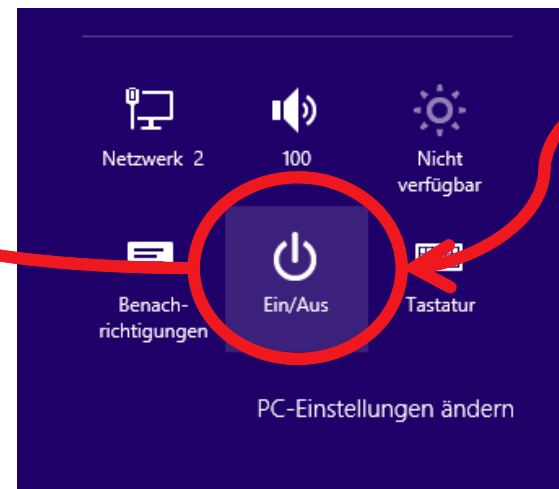 Netzwerk 2
100
Nicht
verfügbar
Benach-
richtigungen
Ein/Aus
Tastatur
PC-Einstellungen ändern